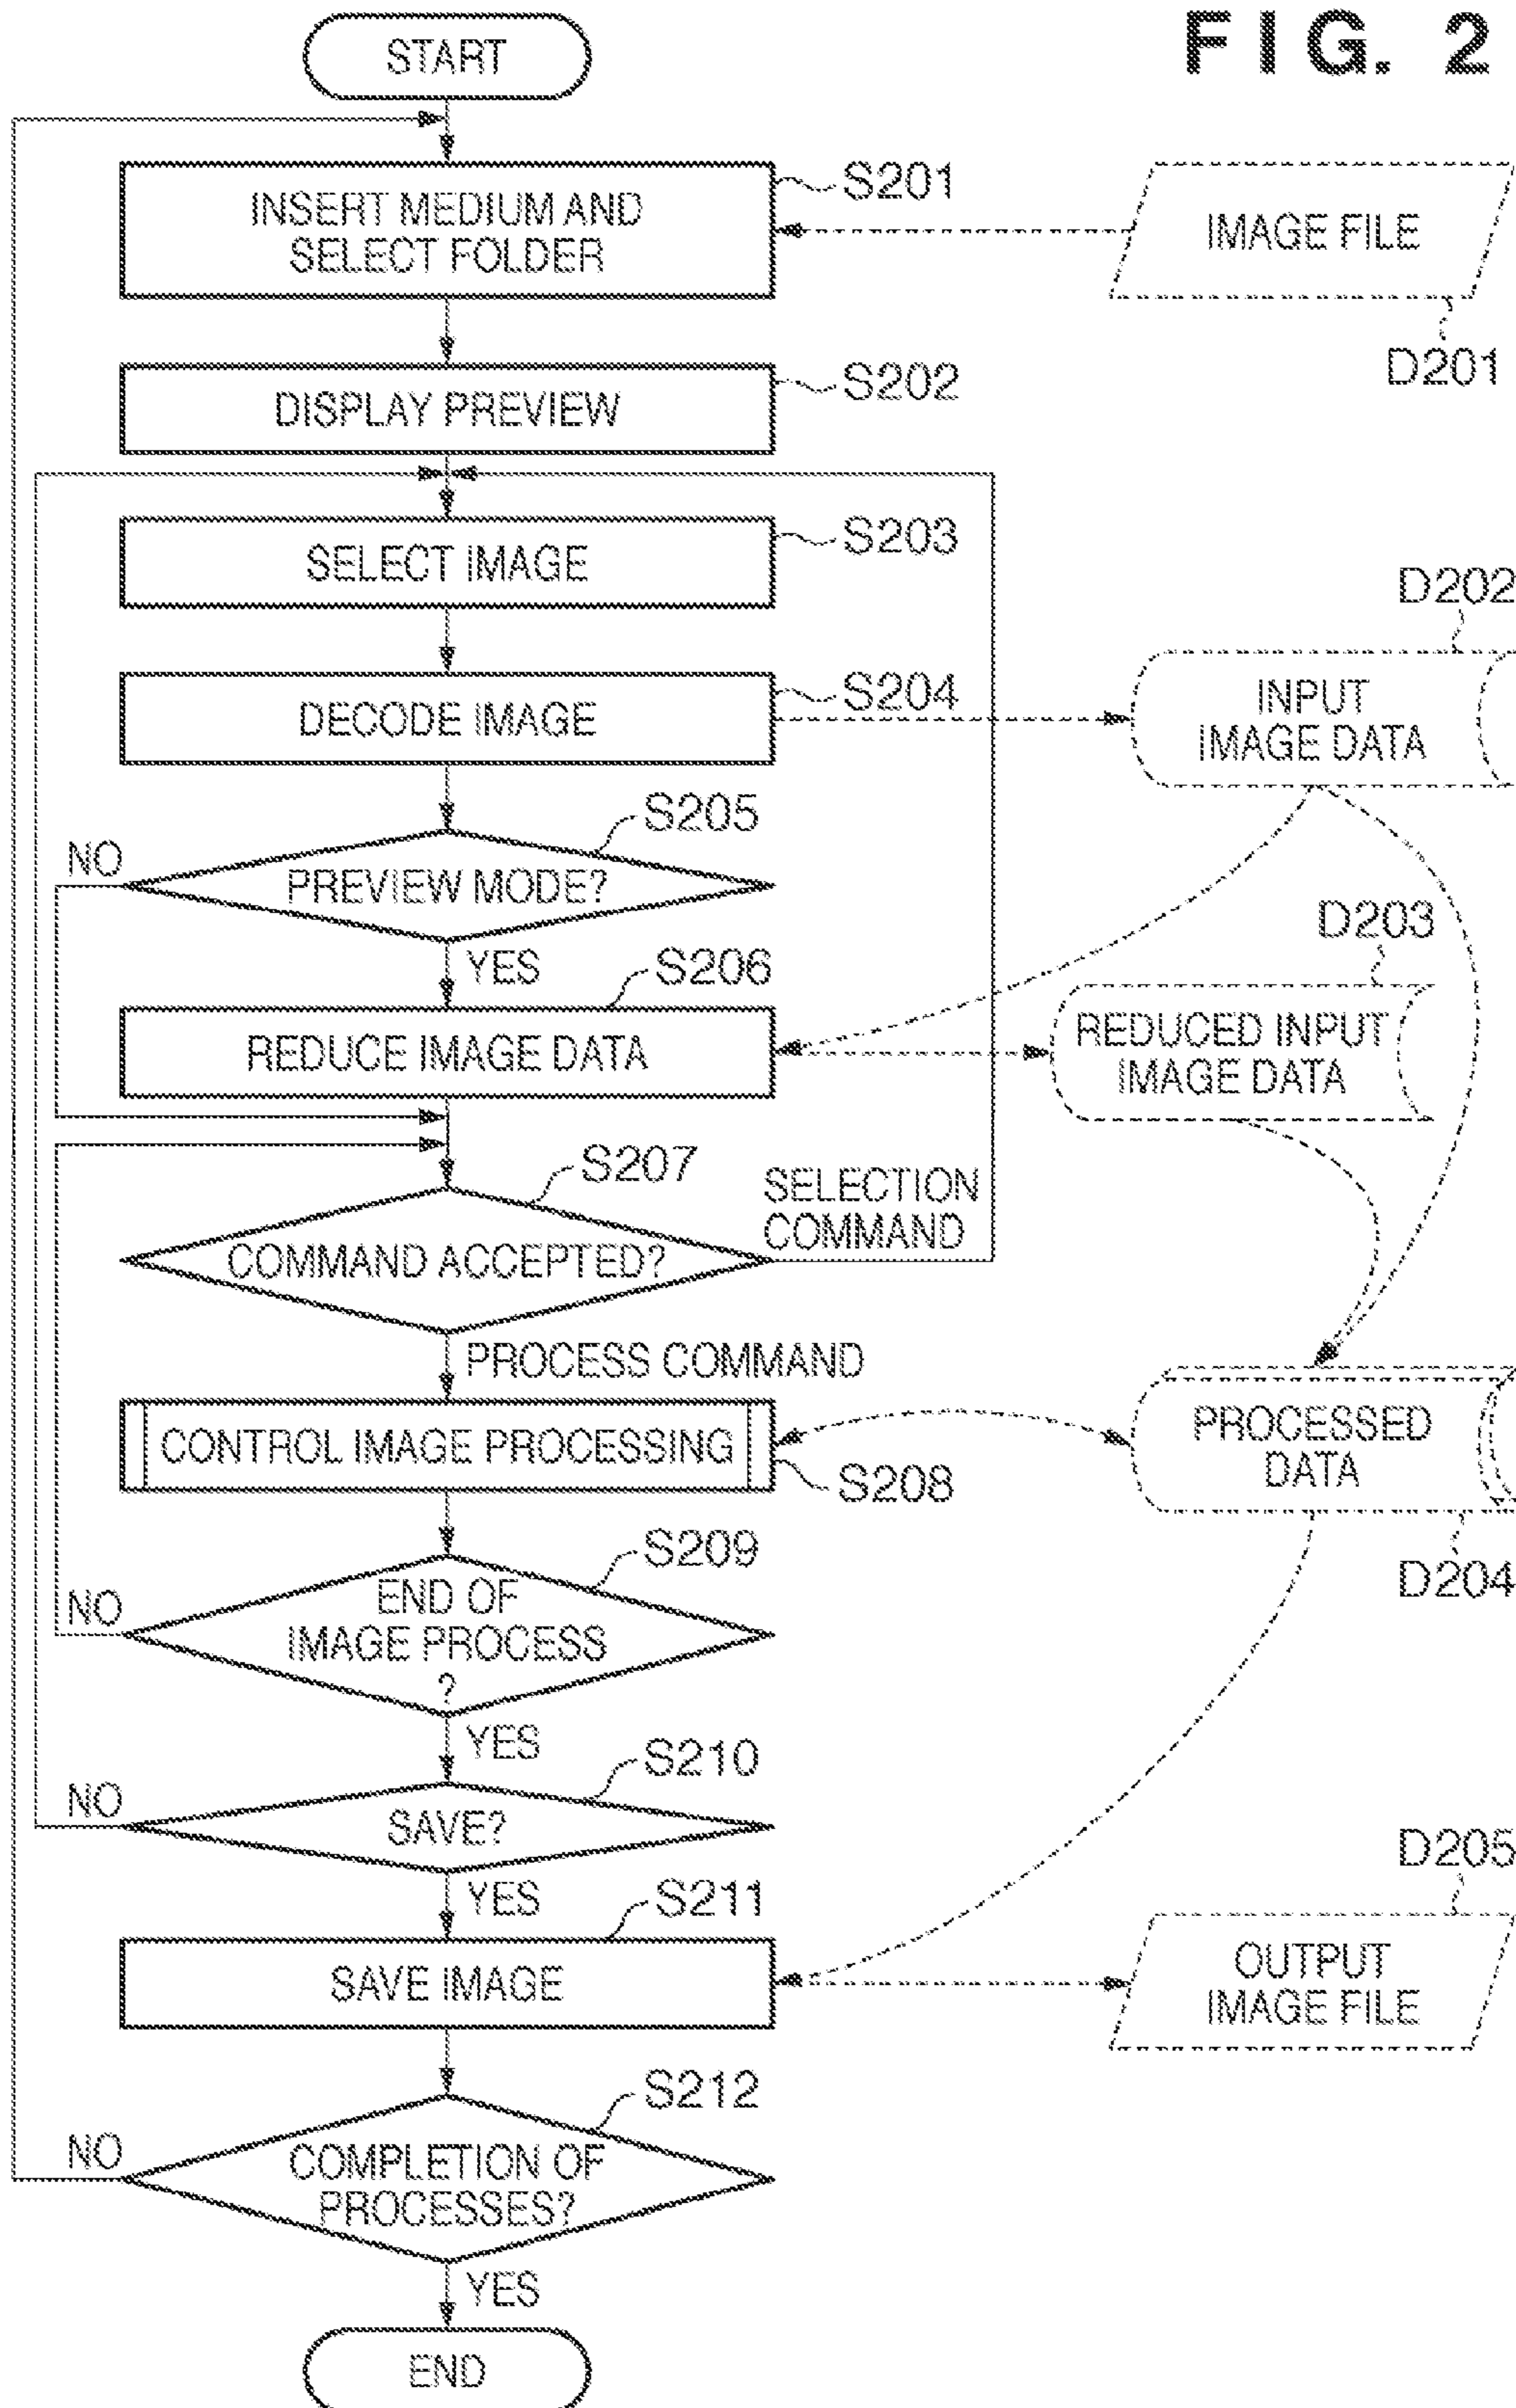 FIG. 2
START
S201
INSERT MEDIUM AND
SELECT FOLDER
IMAGE FILE
D201
S202
DISPLAY PREVIEW
S203
SELECT IMAGE
D202
S204
DECODE IMAGE
INPUT
IMAGE DATA
S205
NO
PREVIEW MODE?
D203
YES
S206
REDUCE IMAGE DATA
REDUCED INPUT
IMAGE DATA
S207
SELECTION
COMMAND
COMMAND ACCEPTED?
PROCESS COMMAND
CONTROL IMAGE PROCESSING
S208
PROCESSED
DATA
D204
S209
NO
END OF
IMAGE PROCESS
?
YES
S210
NO
SAVE?
D205
YES
S211
SAVE IMAGE
OUTPUT
IMAGE FILE
S212
NO
COMPLETION OF
PROCESSES?
YES
END